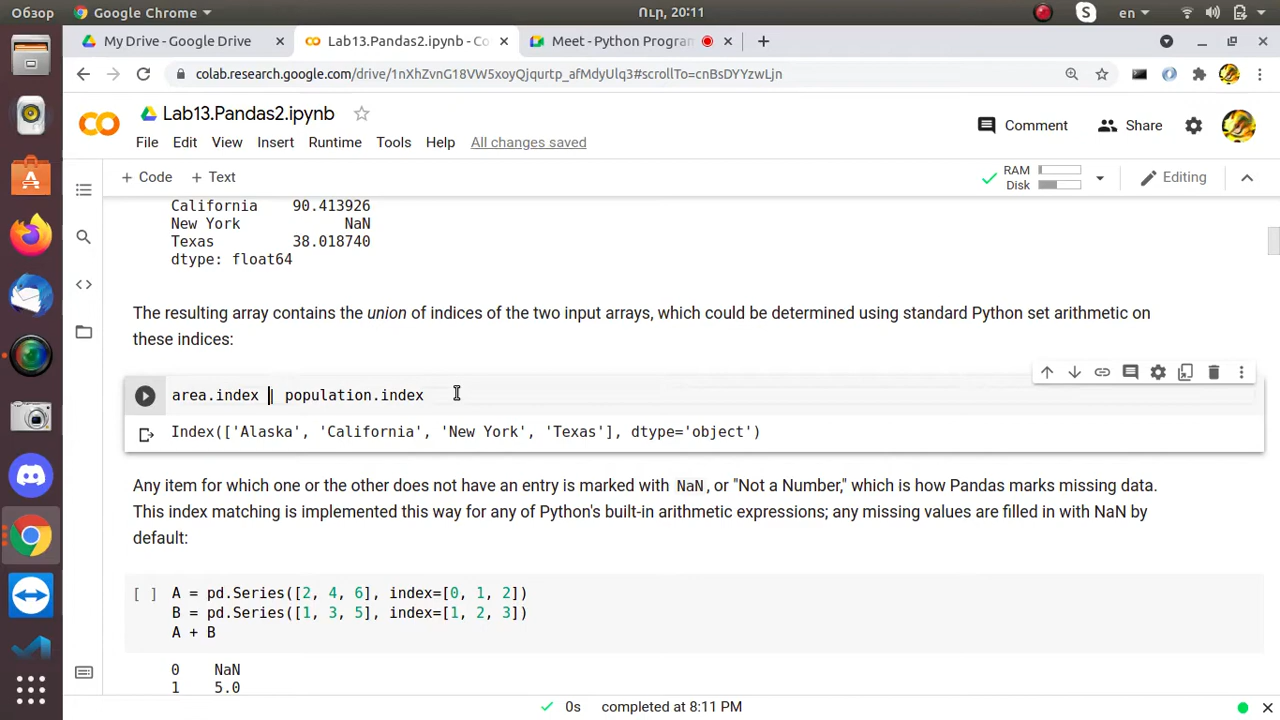 Обзор
Google Chrome
Ուր, 20:11
en
My Drive - Google Drive
Lab13.Pandas2.ipynb - Co
Meet - Python Progran
colab.research.google.com/drive/1nXhZvnG18VW5xoyQjqurtp_afMdyUlq3#scrollTo=cnBsDYYzwLjn
Lab13.Pandas2.ipynb
Comment
Share
File Edit View Insert Runtime Tools Help All changes saved
+ Code + Text
RAM
Disk
Editing
California 90.413926
New York NaN
Texas 38.018740
dtype: float64
The resulting array contains the union of indices of the two input arrays, which could be determined using standard Python set arithmetic on
these indices:
area.index | population.index
Index(['Alaska', 'California', 'New York', 'Texas'], dtype='object')
Any item for which one or the other does not have an entry is marked with NaN, or "Not a Number," which is how Pandas marks missing data.
This index matching is implemented this way for any of Python's built-in arithmetic expressions; any missing values are filled in with NaN by
default:
[ ] A = pd.Series([2, 4, 6], index=[0, 1, 2])
B = pd.Series([1, 3, 5], index=[1, 2, 3])
A + B
0 NaN
1 5.0
0s completed at 8:11 PM